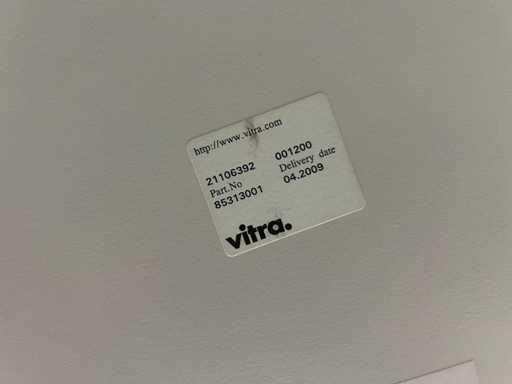 http://www.vitra.com
21106392 001200
Part.No Delivery date
85313001 04.2009
vitra.